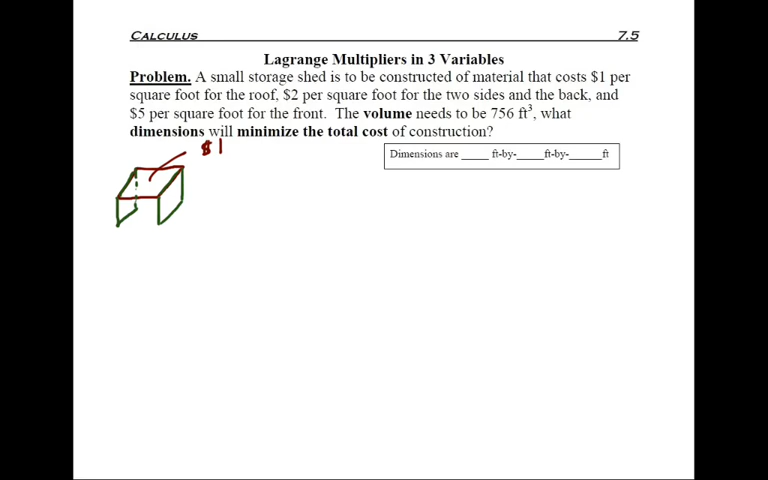 CALCULUS 7.5
Lagrange Multipliers in 3 Variables
Problem. A small storage shed is to be constructed of material that costs $1 per
square foot for the roof, $2 per square foot for the two sides and the back, and
$5 per square foot for the front. The volume needs to be 756 ft³, what
dimensions will minimize the total cost of construction?
$1
Dimensions are _____ ft-by-_____ft-by-______ft